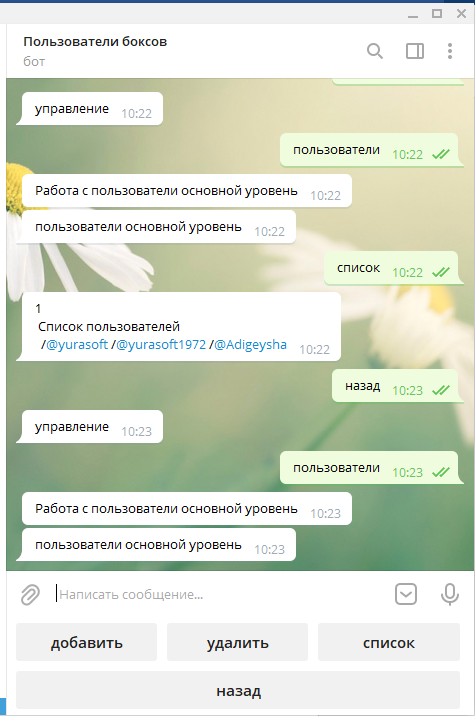 Пользователи боксов
бот
управление 10:22
пользователи 10:22
Работа с пользователи основной уровень 10:22
пользователи основной уровень 10:22
список 10:22
1
Список пользователей
/@yurasoft /@yurasoft1972 /@Adigeysha 10:22
назад 10:23
управление 10:23
пользователи 10:23
Работа с пользователи основной уровень 10:23
пользователи основной уровень 10:23
Написать сообщение...
добавить удалить список
назад